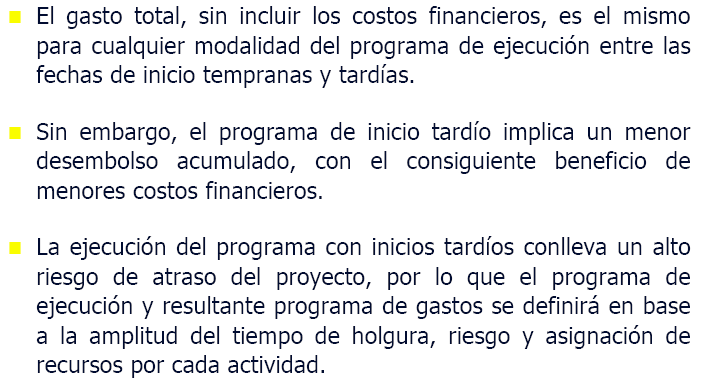 El gasto total, sin incluir los costos financieros, es el mismo
para cualquier modalidad del programa de ejecución entre las
fechas de inicio tempranas y tardías.
Sin embargo, el programa de inicio tardío implica un menor
desembolso acumulado, con el consiguiente beneficio de
menores costos financieros.
La ejecución del programa con inicios tardíos conlleva un alto
riesgo de atraso del proyecto, por lo que el programa de
ejecución y resultante programa de gastos se definirá en base
a la amplitud del tiempo de holgura, riesgo y asignación de
recursos por cada actividad.